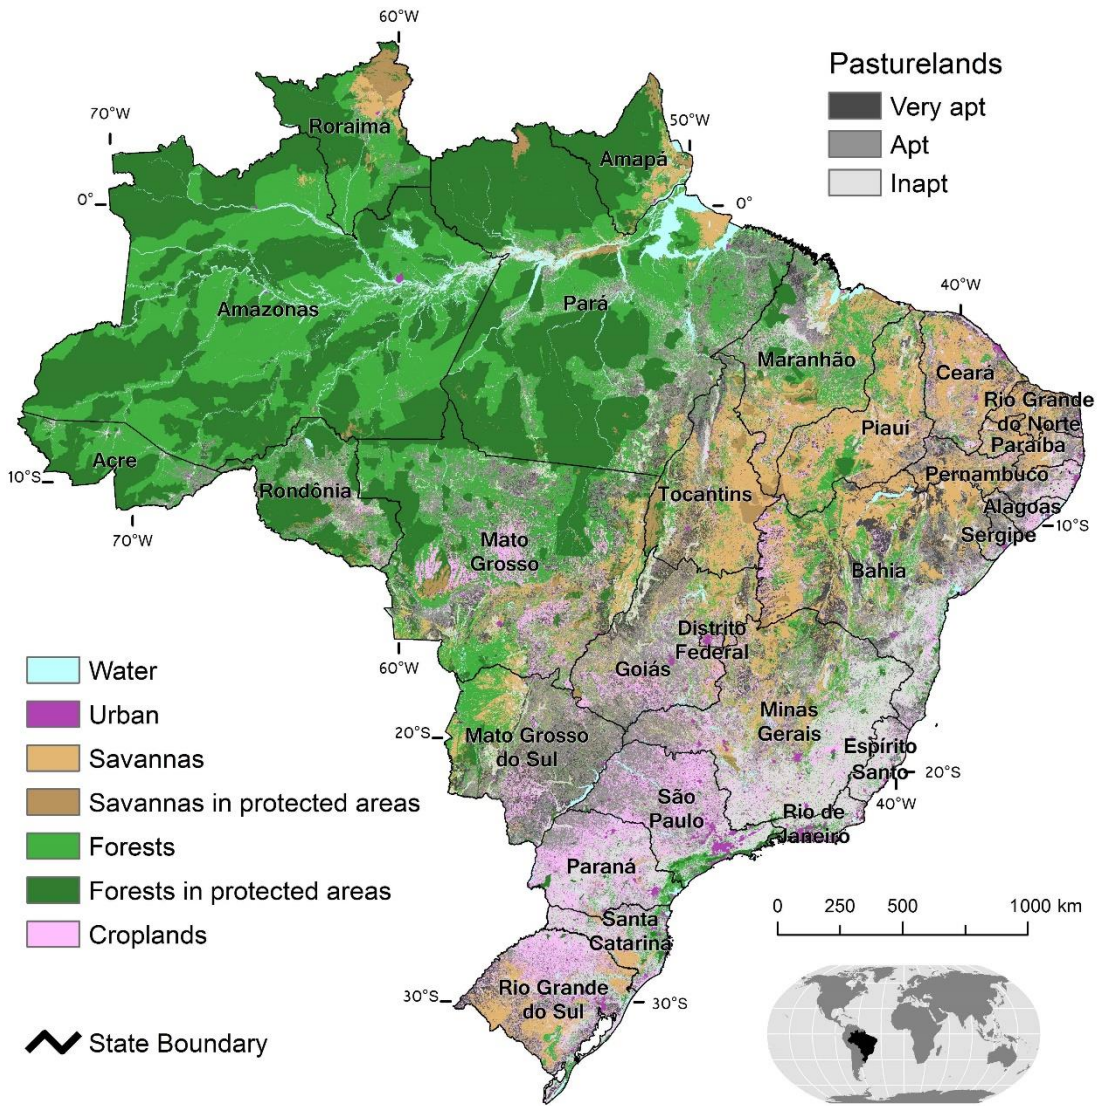 60°W
Pasturelands
Very apt
Apt
Inapt
70°W
50°W
Roraima
Amapá
0°
0°
40°W
Amazonas
Pará
Maranhão
Ceará
Rio Grande
do Norte
Piauí
Paraíba
Acre
Pernambuco
10°S
Rondônia
Tocantins
Alagoas
70°W
10°S
Sergipe
Mato
Grosso
Bahia
Distrito
Federal
60°W
Goiás
Water
Urban
Savannas
Savannas in protected areas
Forests
Forests in protected areas
Croplands
Minas
Gerais
20°S
Mato Grosso
do Sul
Espírito
Santo
20°S
40°W
São
Paulo
Rio de
Janeiro
Paraná
Santa
Catarina
0 250 500 1000 km
30°S
Rio Grande
do Sul
30°S
State Boundary